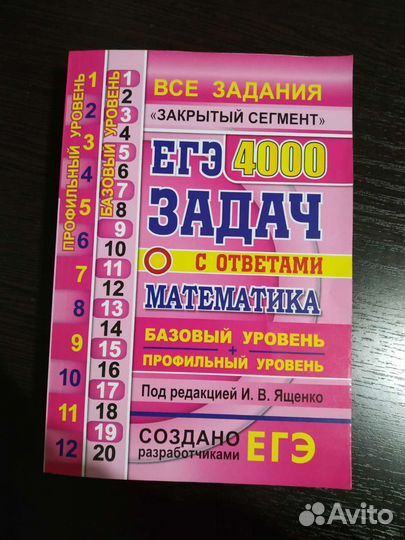 ПРОФИЛЬНЫЙ УРОВЕНЬ
1
2
3
4
5
6
7
8
9
10
11
12
БАЗОВЫЙ УРОВЕНЬ
1
2
3
4
5
6
7
8
9
10
11
12
13
14
15
16
17
18
19
20
ВСЕ ЗАДАНИЯ
«ЗАКРЫТЫЙ СЕГМЕНТ»
ЕГЭ 4000
ЗАДАЧ
С ОТВЕТАМИ
МАТЕМАТИКА
БАЗОВЫЙ УРОВЕНЬ
+
ПРОФИЛЬНЫЙ УРОВЕНЬ
Под редакцией И. В. Ященко
СОЗДАНО
разработчиками ЕГЭ
Avito